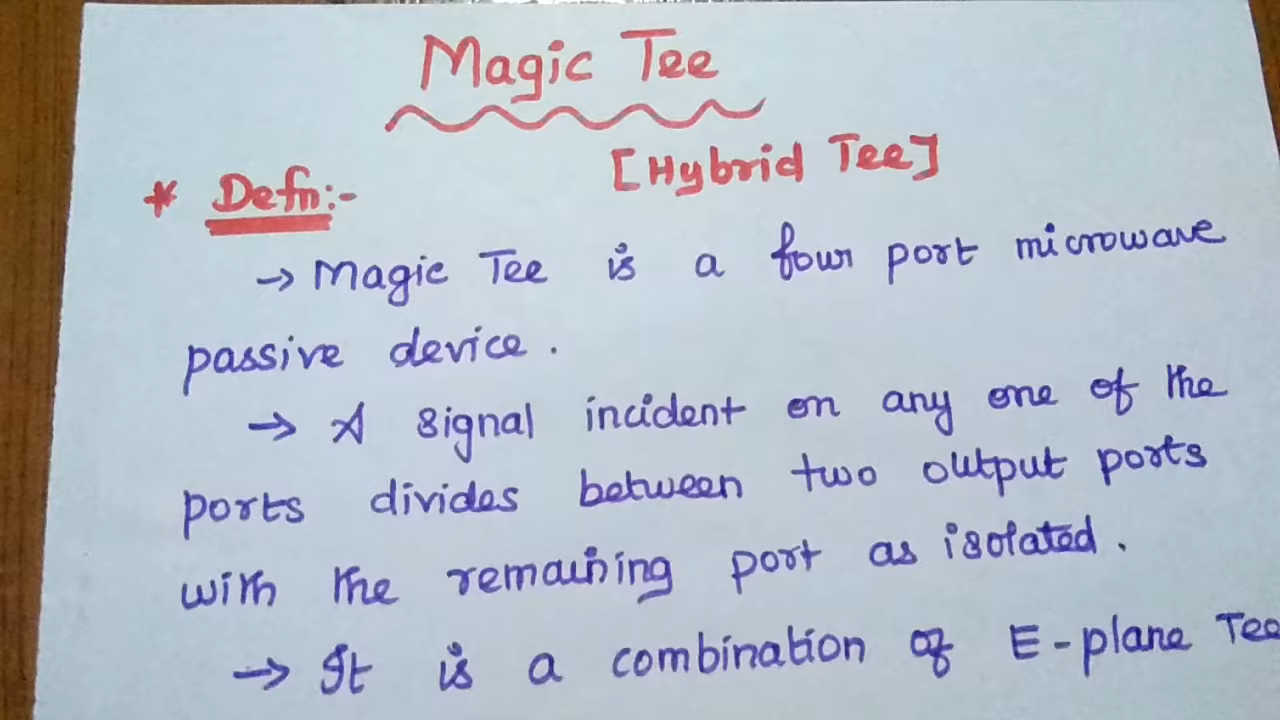 Magic Tee
[Hybrid Tee]
* Defn:-
→ Magic Tee is a four port microwave
passive device.
→ A signal incident on any one of the
ports divides between two output ports
with the remaining port as isolated.
→ It is a combination of E-plane Tee